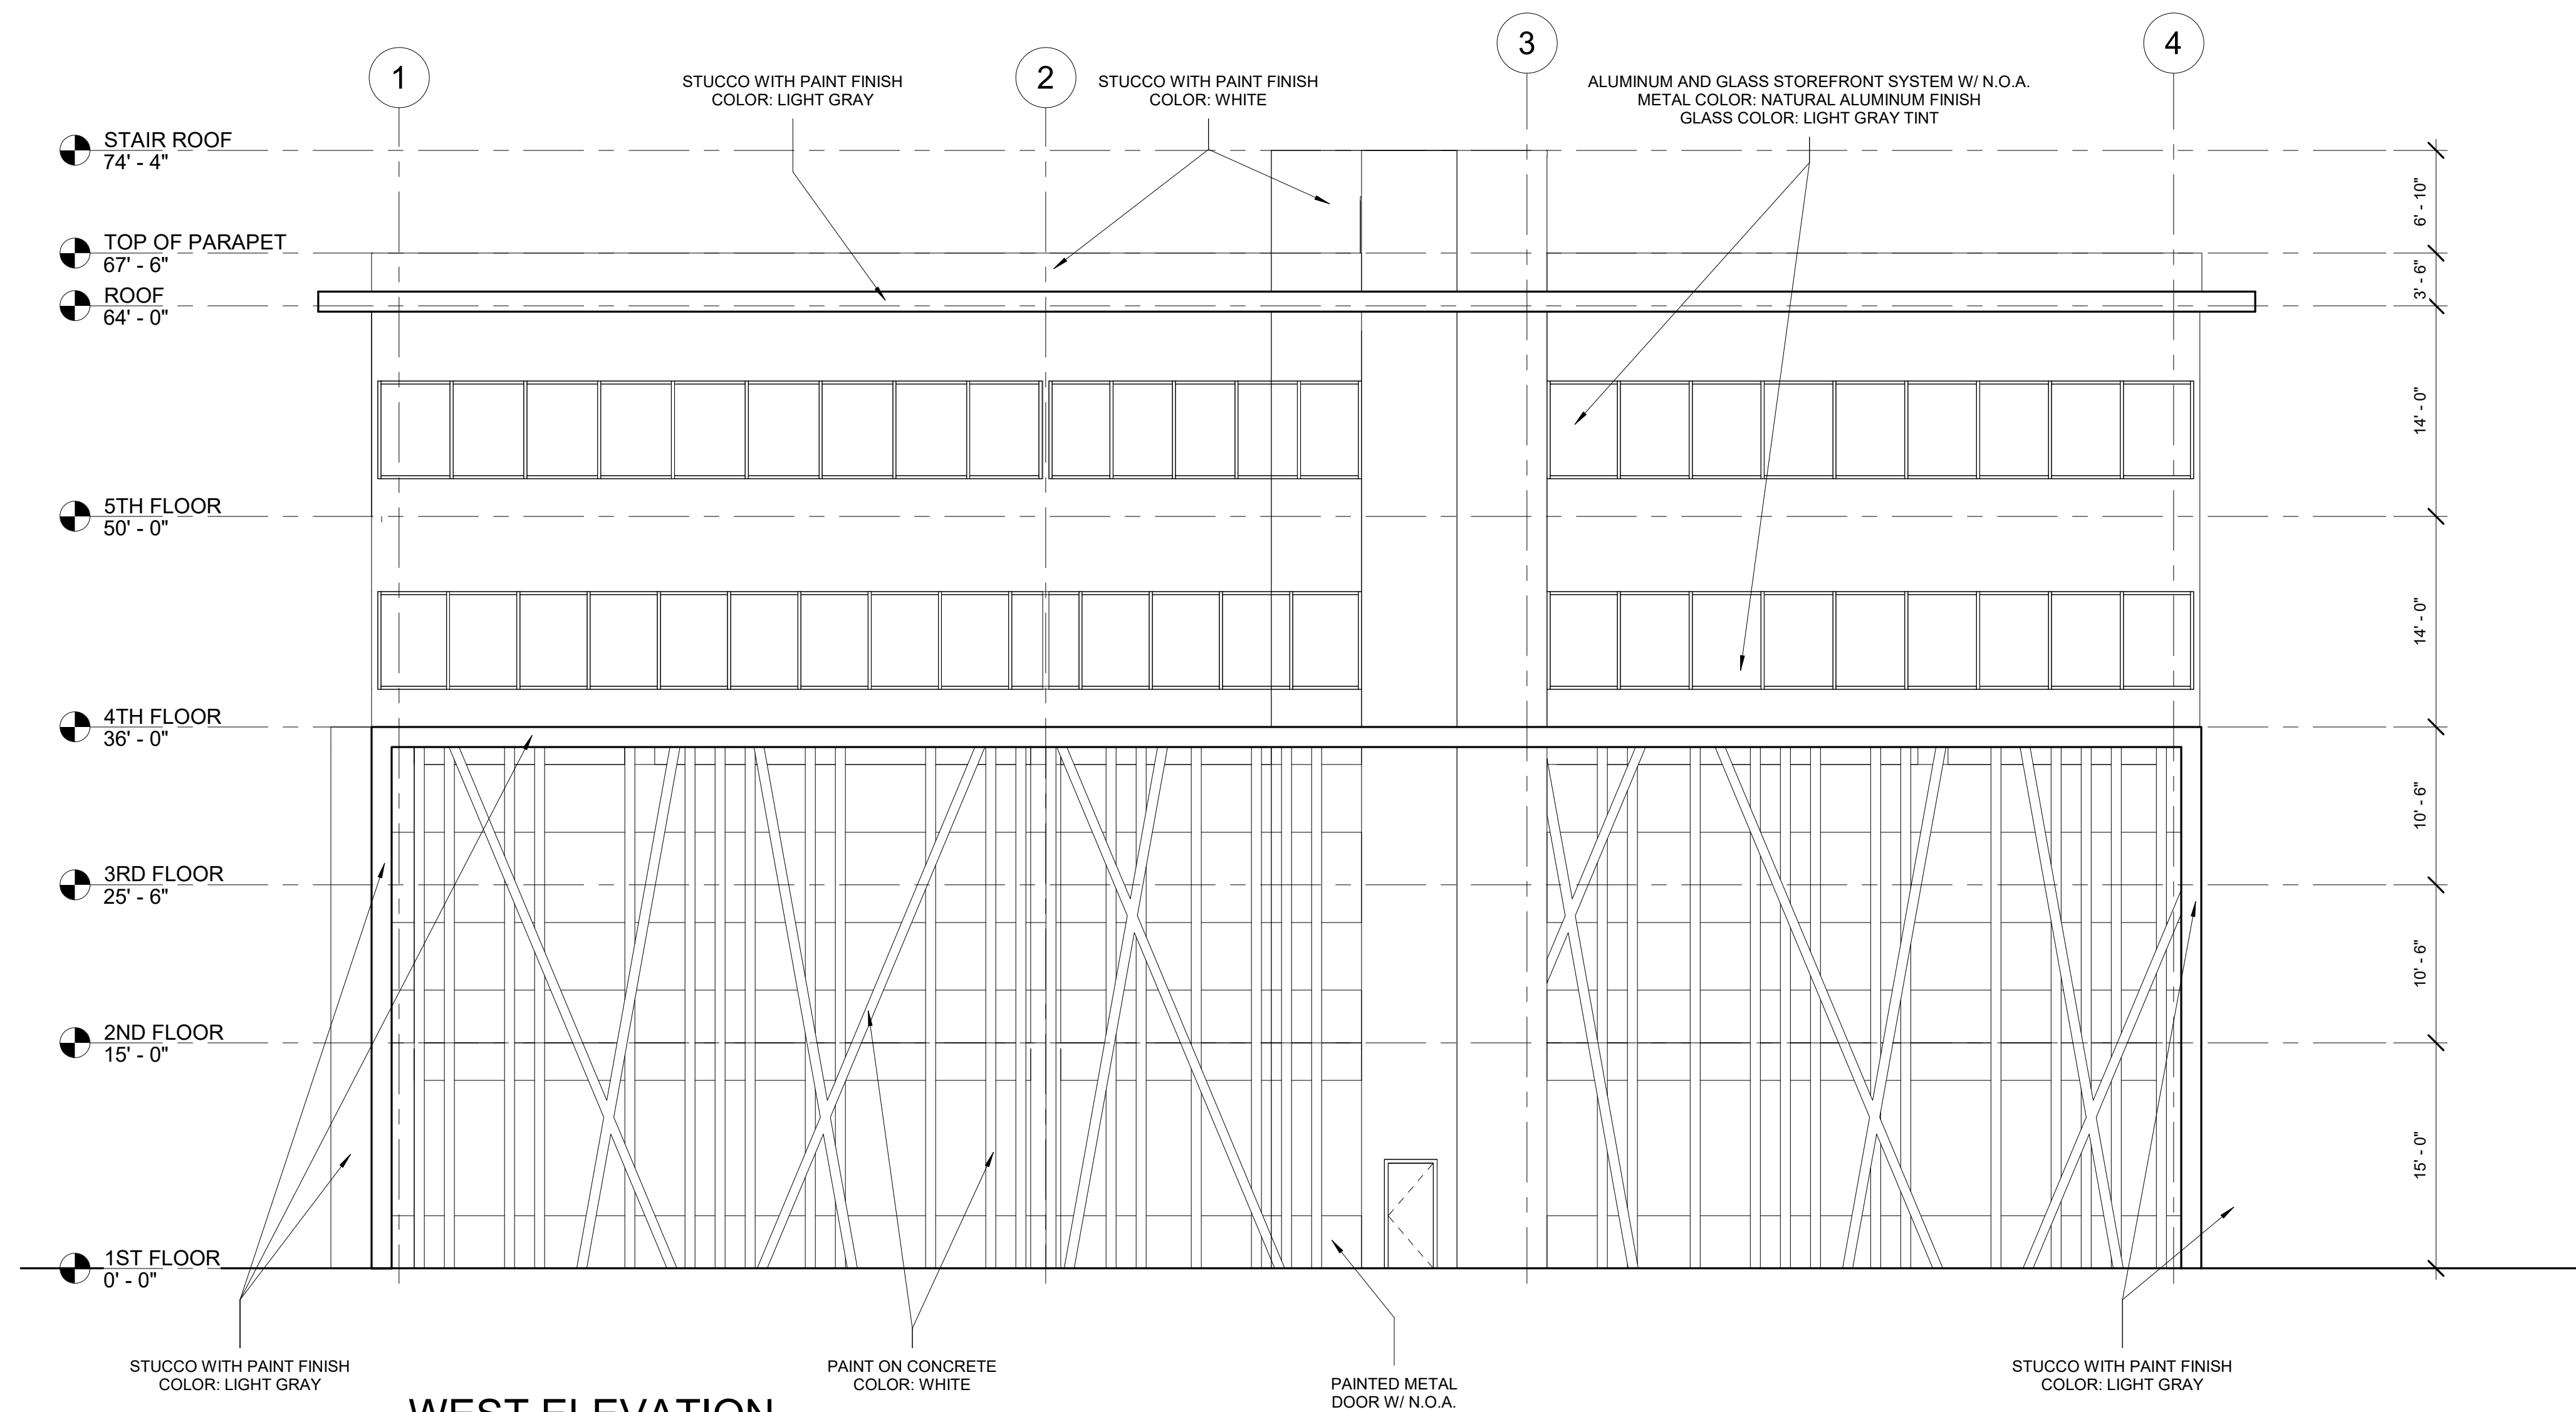 1
2
3
4
STUCCO WITH PAINT FINISH
COLOR: LIGHT GRAY
STUCCO WITH PAINT FINISH
COLOR: WHITE
ALUMINUM AND GLASS STOREFRONT SYSTEM W/ N.O.A.
METAL COLOR: NATURAL ALUMINUM FINISH
GLASS COLOR: LIGHT GRAY TINT
STAIR ROOF
74' - 4"
TOP OF PARAPET
67' - 6"
ROOF
64' - 0"
5TH FLOOR
50' - 0"
4TH FLOOR
36' - 0"
3RD FLOOR
25' - 6"
2ND FLOOR
15' - 0"
1ST FLOOR
0' - 0"
6' - 10"
3' - 6"
14' - 0"
14' - 0"
10' - 6"
10' - 6"
15' - 0"
STUCCO WITH PAINT FINISH
COLOR: LIGHT GRAY
PAINT ON CONCRETE
COLOR: WHITE
PAINTED METAL
DOOR W/ N.O.A.
STUCCO WITH PAINT FINISH
COLOR: LIGHT GRAY
WEST ELEVATION